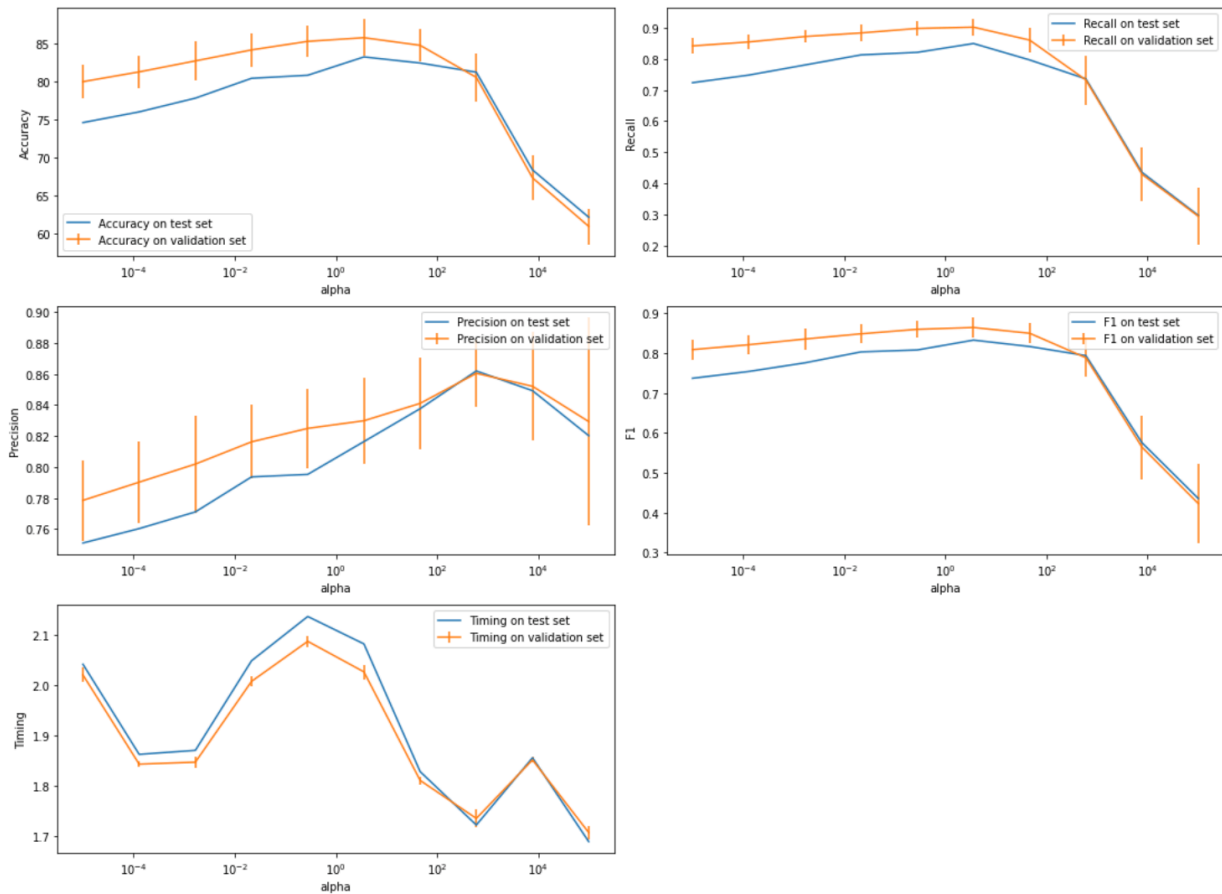 85
80
75
70
65
60
Accuracy
Accuracy on test set
Accuracy on validation set
10⁻⁴
10⁻²
10⁰
10²
10⁴
alpha
0.9
0.8
0.7
0.6
0.5
0.4
0.3
0.2
Recall
Recall on test set
Recall on validation set
10⁻⁴
10⁻²
10⁰
10²
10⁴
alpha
0.90
0.88
0.86
0.84
0.82
0.80
0.78
0.76
Precision
Precision on test set
Precision on validation set
10⁻⁴
10⁻²
10⁰
10²
10⁴
alpha
0.9
0.8
0.7
0.6
0.5
0.4
0.3
F1
F1 on test set
F1 on validation set
10⁻⁴
10⁻²
10⁰
10²
10⁴
alpha
2.1
2.0
1.9
1.8
1.7
Timing
Timing on test set
Timing on validation set
10⁻⁴
10⁻²
10⁰
10²
10⁴
alpha